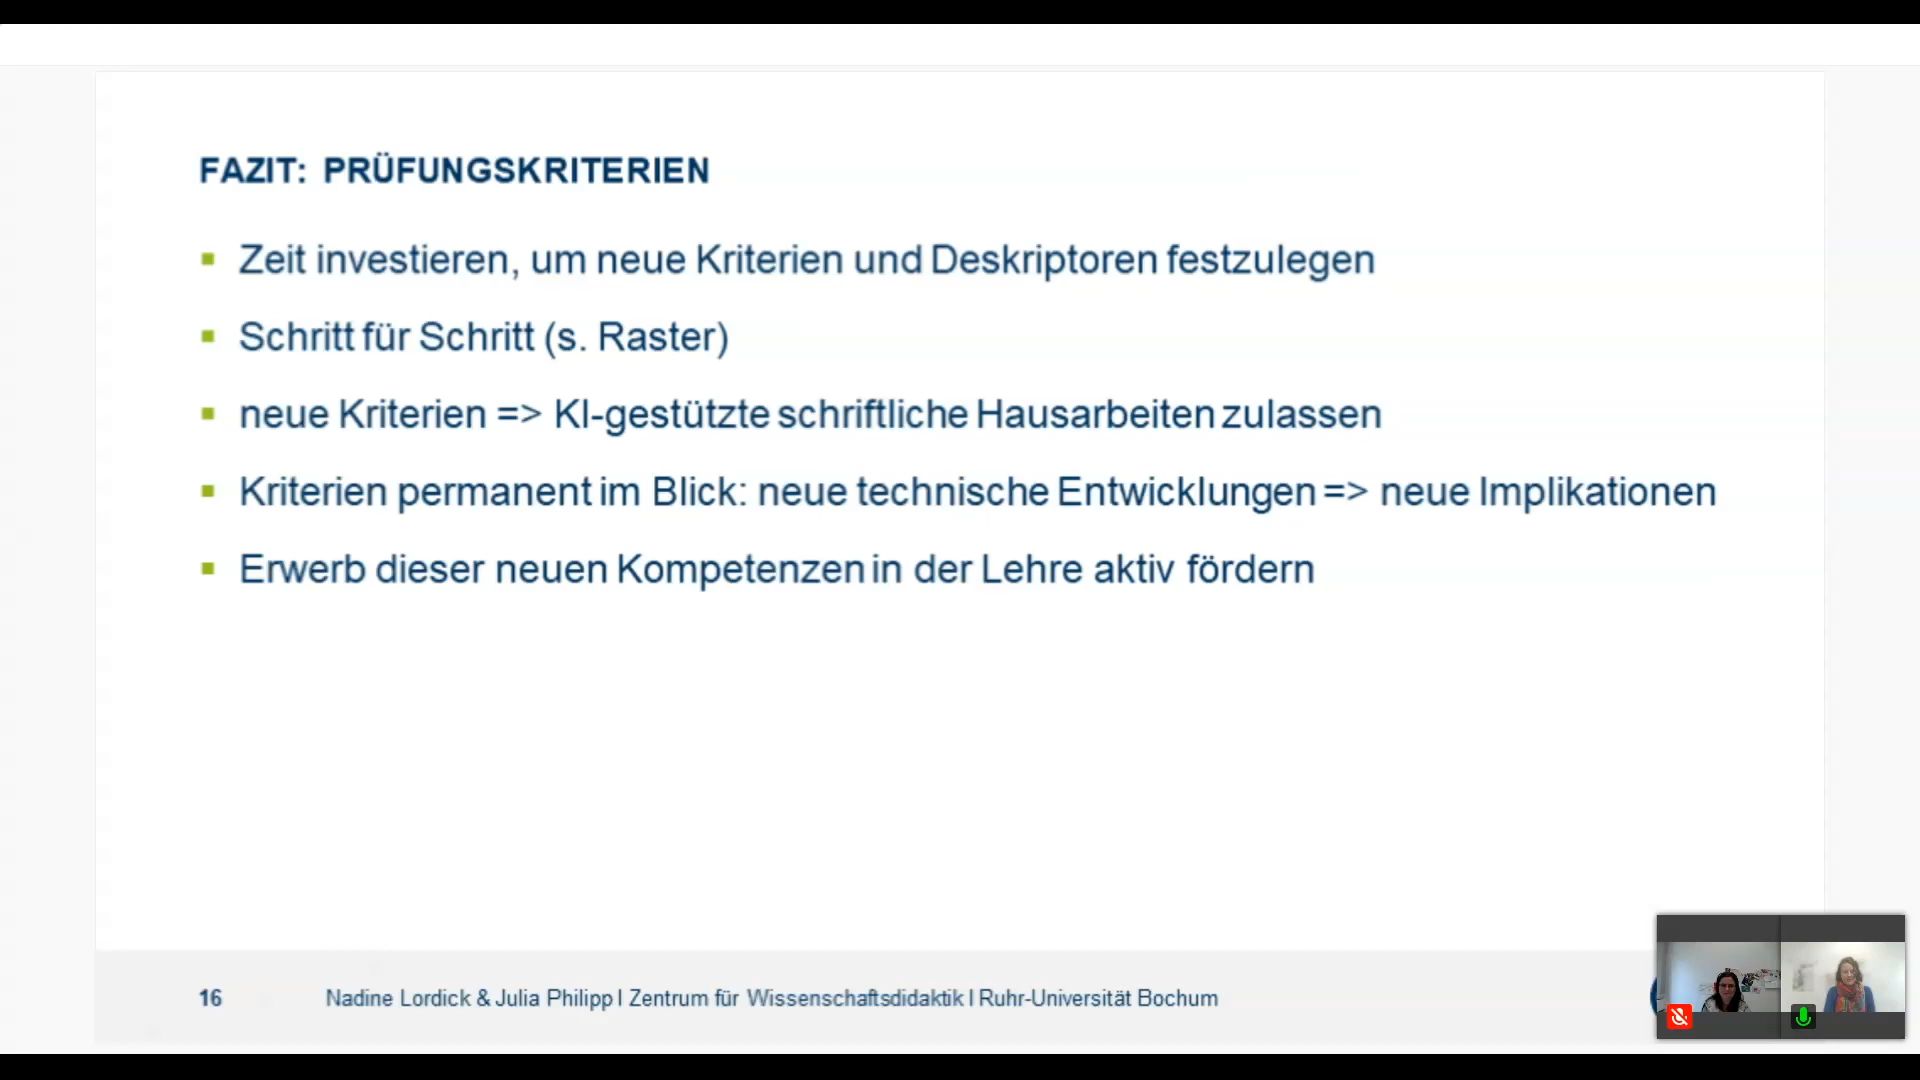 FAZIT: PRÜFUNGSKRITERIEN
▪ Zeit investieren, um neue Kriterien und Deskriptoren festzulegen
▪ Schritt für Schritt (s. Raster)
▪ neue Kriterien => KI-gestützte schriftliche Hausarbeiten zulassen
▪ Kriterien permanent im Blick: neue technische Entwicklungen => neue Implikationen
▪ Erwerb dieser neuen Kompetenzen in der Lehre aktiv fördern
16 Nadine Lordick & Julia Philipp I Zentrum für Wissenschaftsdidaktik I Ruhr-Universität Bochum